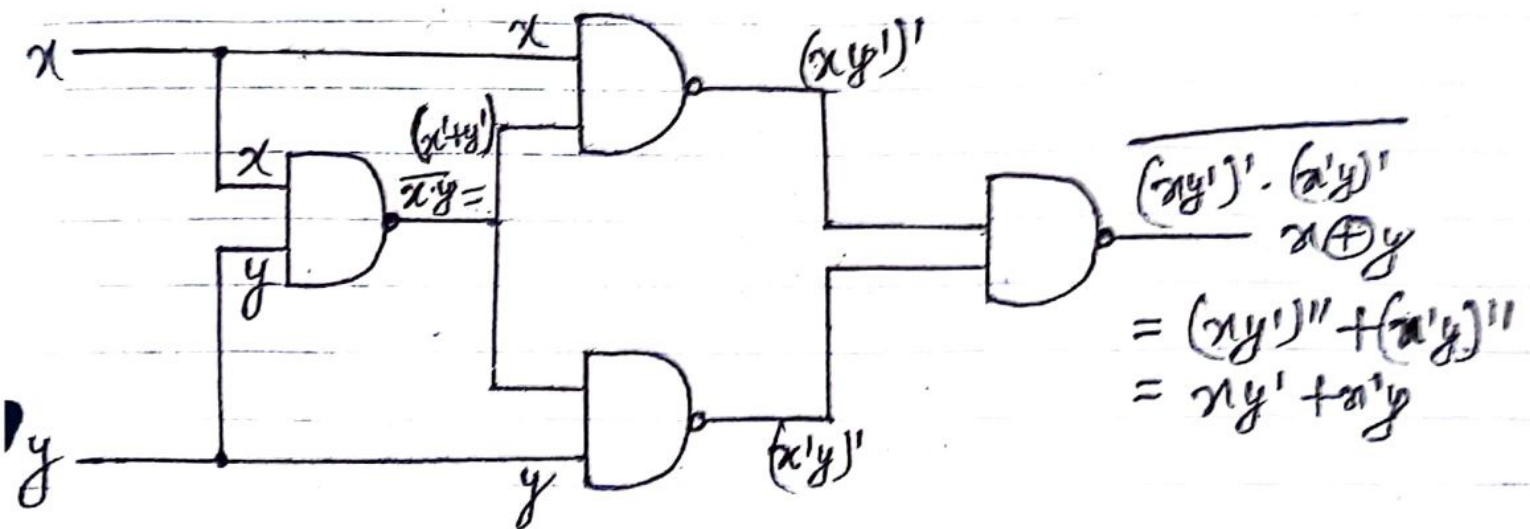 x
x
(xy')'
(x'+y')
x
x·y =
y
(xy')' · (x'y)'
x⊕y
= (xy')'' + (x'y)''
= xy' + x'y
y
y
(x'y)'